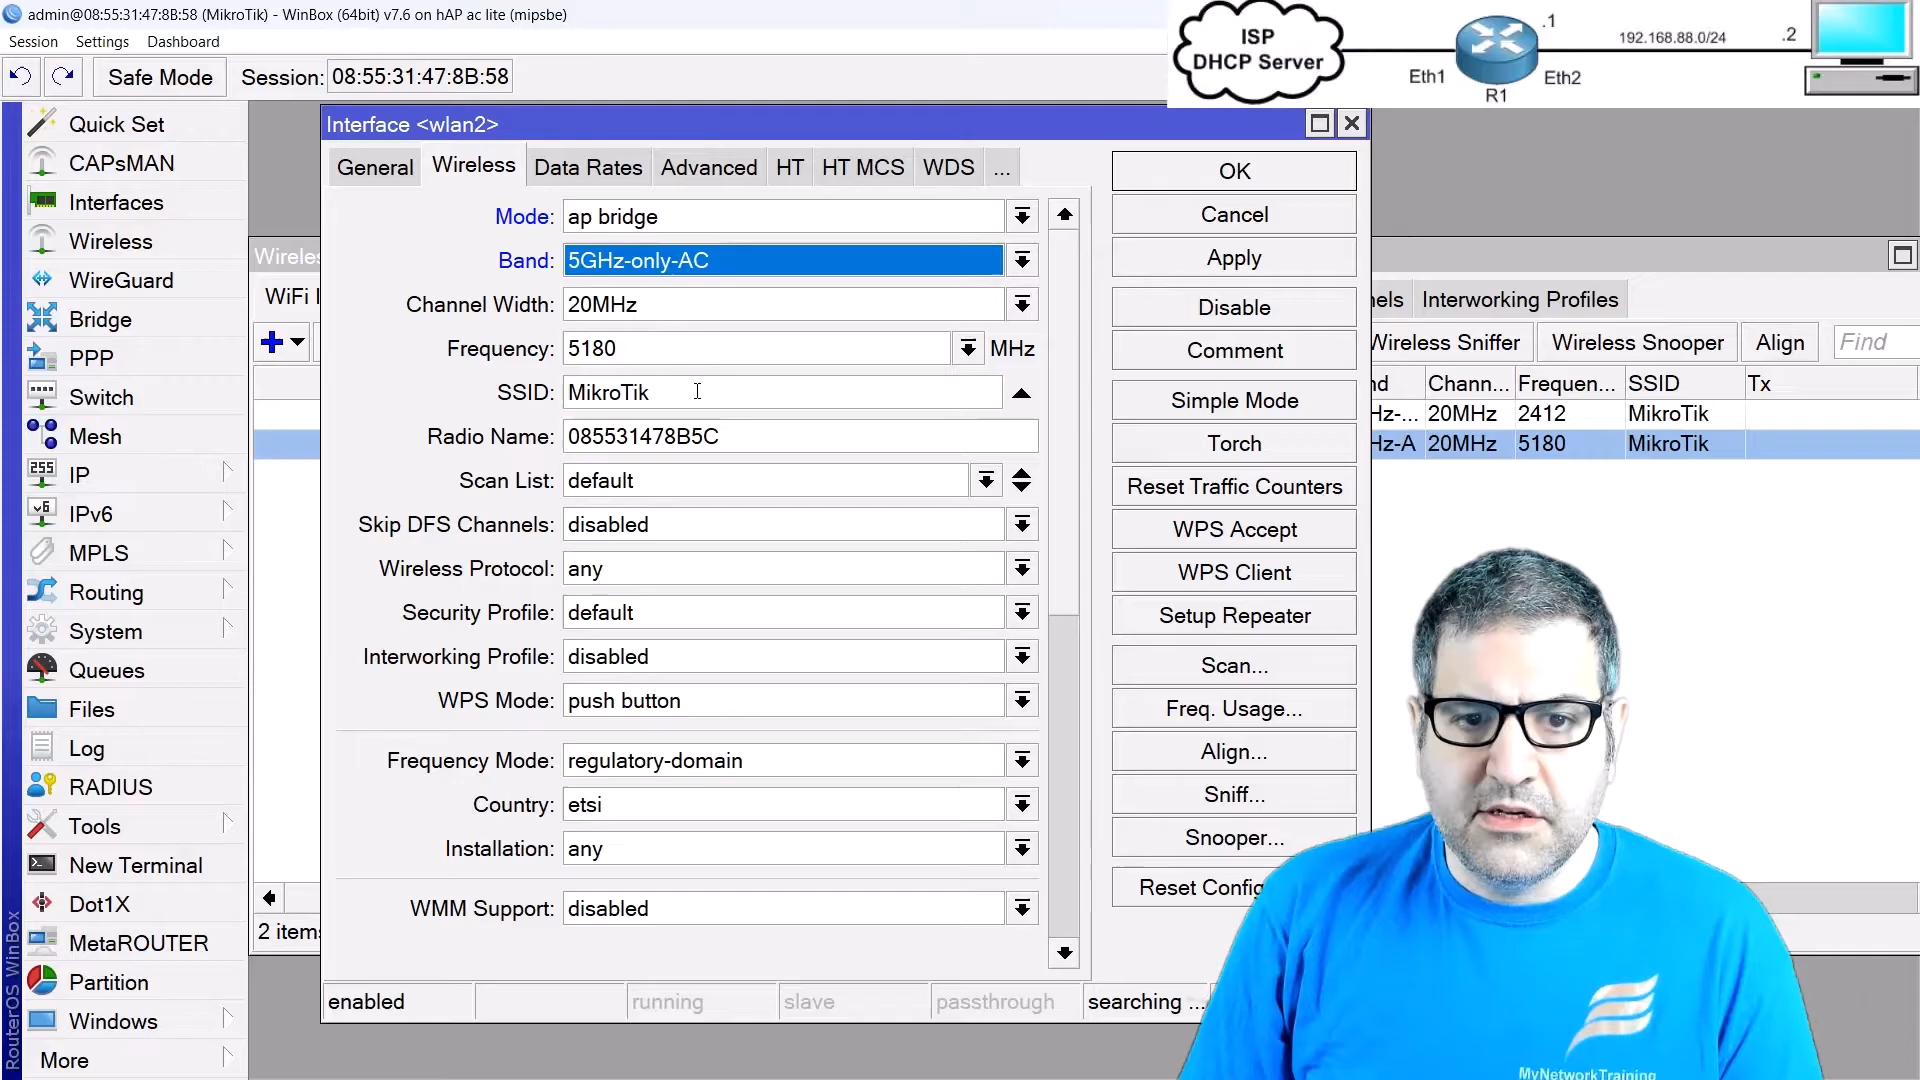 admin@08:55:31:47:8B:58 (MikroTik) - WinBox (64bit) v7.6 on hAP ac lite (mipsbe)
Session Settings Dashboard
Safe Mode Session: 08:55:31:47:8B:58
ISP
DHCP Server
Eth1
R1
.1
Eth2
192.168.88.0/24
.2
Quick Set
CAPsMAN
Interfaces
Wireless
WireGuard
Bridge
PPP
Switch
Mesh
IP
IPv6
MPLS
Routing
System
Queues
Files
Log
RADIUS
Tools
New Terminal
Dot1X
MetaROUTER
Partition
Windows
More
RouterOS WinBox
Interface <wlan2>
General Wireless Data Rates Advanced HT HT MCS WDS ...
Mode: ap bridge
Band: 5GHz-only-AC
Channel Width: 20MHz
Frequency: 5180 MHz
SSID: MikroTik
Radio Name: 085531478B5C
Scan List: default
Skip DFS Channels: disabled
Wireless Protocol: any
Security Profile: default
Interworking Profile: disabled
WPS Mode: push button
Frequency Mode: regulatory-domain
Country: etsi
Installation: any
WMM Support: disabled
enabled running slave passthrough searching ...
OK
Cancel
Apply
Disable
Comment
Simple Mode
Torch
Reset Traffic Counters
WPS Accept
WPS Client
Setup Repeater
Scan...
Freq. Usage...
Align...
Sniff...
Snooper...
Reset Config
Interworking Profiles
Wireless Sniffer Wireless Snooper Align Find
Chann... Frequen... SSID Tx
Hz-... 20MHz 2412 MikroTik
Hz-A 20MHz 5180 MikroTik
2 items
MyNetworkTraining